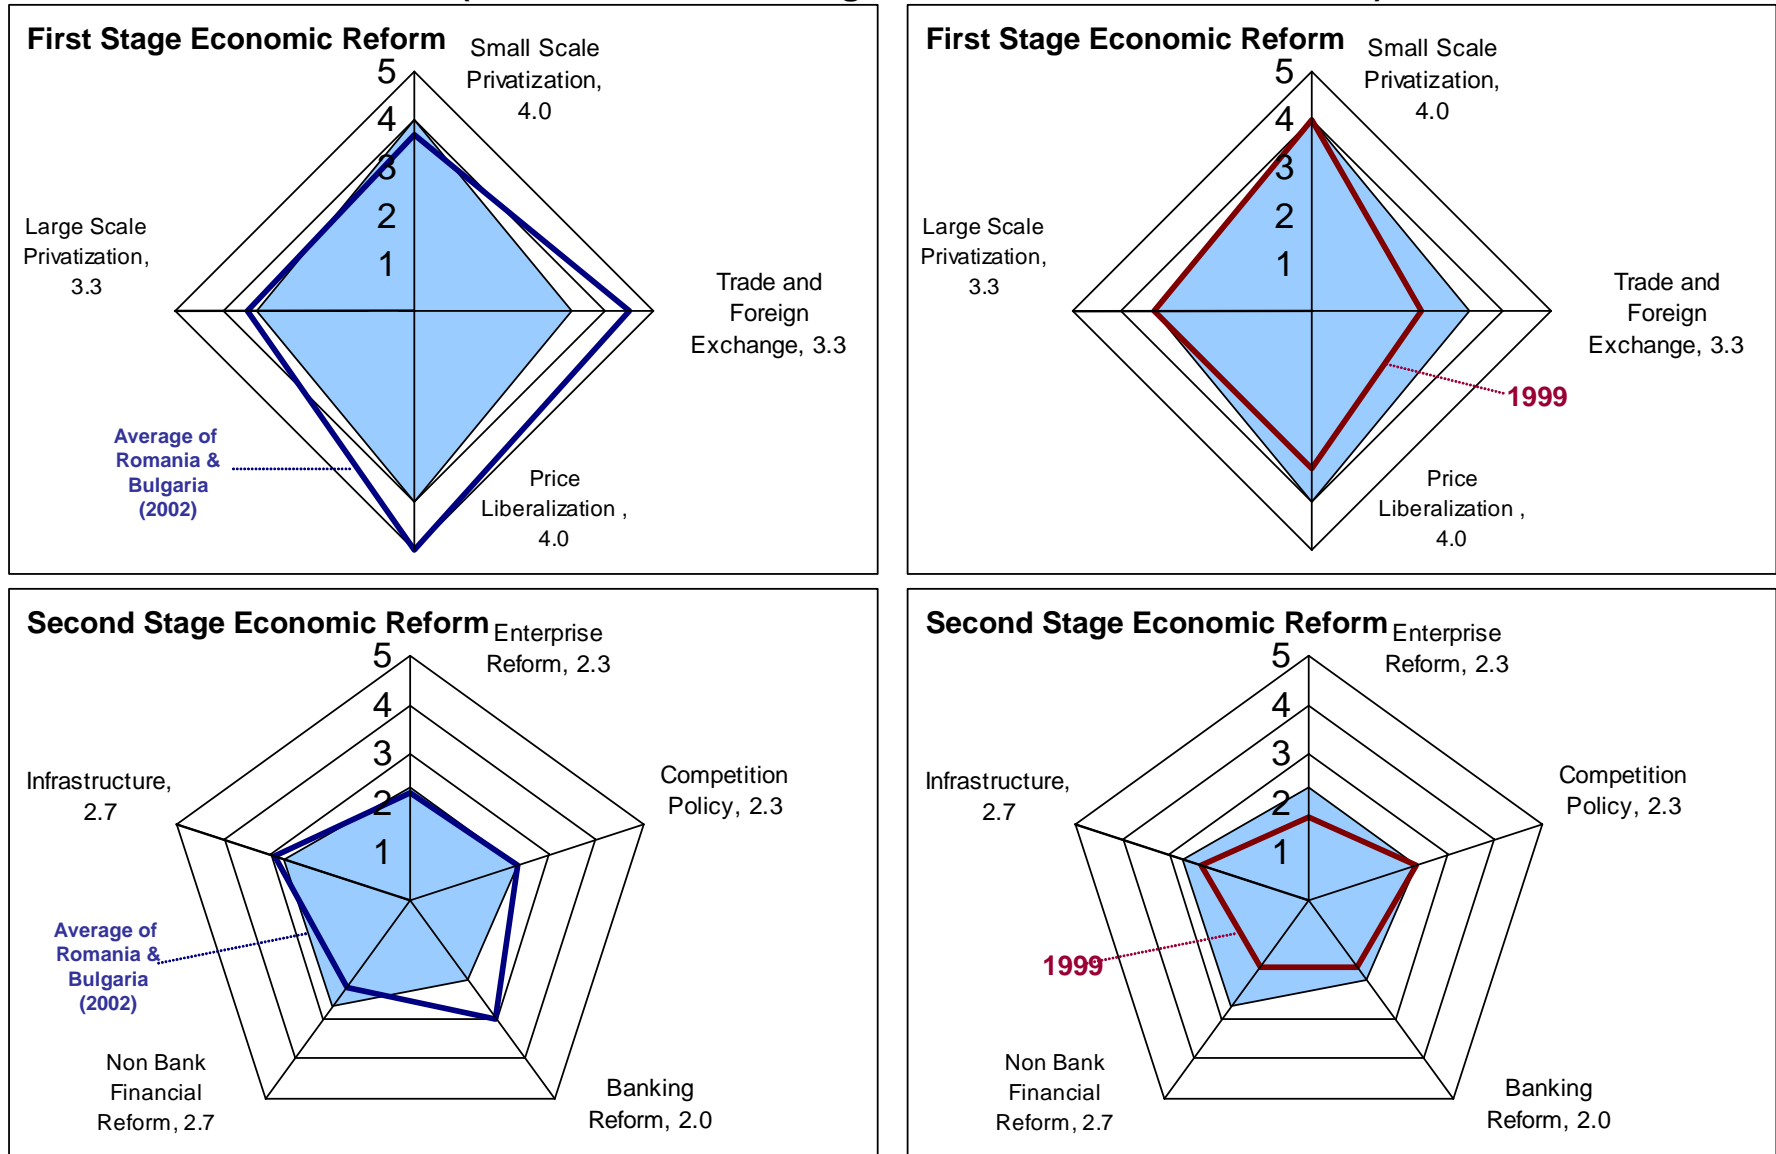 First Stage Economic Reform
Small Scale
Privatization,
4.0
5
4
3
2
1
Large Scale
Privatization,
3.3
Trade and
Foreign
Exchange, 3.3
Average of
Romania &
Bulgaria
(2002)
Price
Liberalization ,
4.0
First Stage Economic Reform
Small Scale
Privatization,
4.0
5
4
3
2
1
Large Scale
Privatization,
3.3
Trade and
Foreign
Exchange, 3.3
1999
Price
Liberalization ,
4.0
Second Stage Economic Reform
Enterprise
Reform, 2.3
5
4
3
2
1
Infrastructure,
2.7
Competition
Policy, 2.3
Average of
Romania &
Bulgaria
(2002)
Non Bank
Financial
Reform, 2.7
Banking
Reform, 2.0
Second Stage Economic Reform
Enterprise
Reform, 2.3
5
4
3
2
1
Infrastructure,
2.7
Competition
Policy, 2.3
1999
Non Bank
Financial
Reform, 2.7
Banking
Reform, 2.0